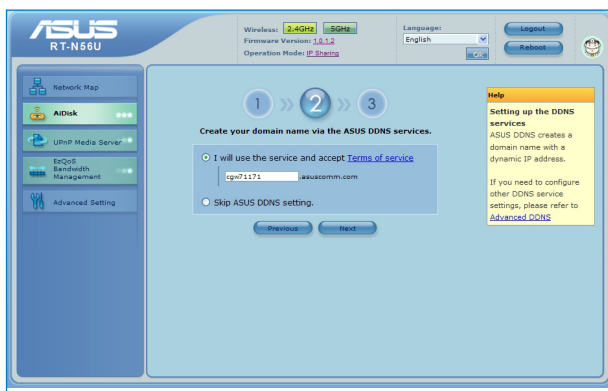 ASUS
RT-N56U
Wireless: 2.4GHz 5GHz
Firmware Version: 1.0.1.2
Operation Mode: IP Sharing
Language:
English
OK
Logout
Reboot
Network Map
AiDisk
UPnP Media Server
EzQoS
Bandwidth
Management
Advanced Setting
1 » 2 » 3
Create your domain name via the ASUS DDNS services.
I will use the service and accept Terms of service
cgw71171 .asuscomm.com
Skip ASUS DDNS setting.
Previous
Next
Help
Setting up the DDNS
services
ASUS DDNS creates a
domain name with a
dynamic IP address.
If you need to configure
other DDNS service
settings, please refer to
Advanced DDNS